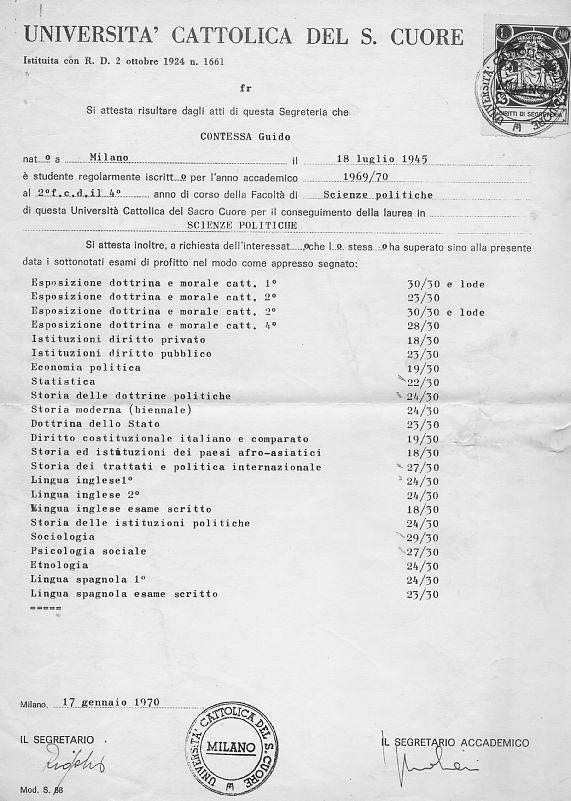 UNIVERSITA' CATTOLICA DEL S. CUORE
Istituita con R. D. 2 ottobre 1924 n. 1661
L. 200
DIRITTI DI SEGRETERIA
fr
Si attesta risultare dagli atti di questa Segreteria che
CONTESSA Guido
nat o a Milano il 18 luglio 1945
è studente regolarmente iscritt o per l'anno accademico 1969/70
al 2°f.c.d.il 4° anno di corso della Facoltà di Scienze politiche
di questa Università Cattolica del Sacro Cuore per il conseguimento della laurea in
SCIENZE POLITICHE
Si attesta inoltre, a richiesta dell'interessat o che l o stess o ha superato sino alla presente
data i sottonotati esami di profitto nel modo come appresso segnato:
Esposizione dottrina e morale catt. 1° 30/30 e lode
Esposizione dottrina e morale catt. 2° 23/30
Esposizione dottrina e morale catt. 2° 30/30 e lode
Esposizione dottrina e morale catt. 4° 28/30
Istituzioni diritto privato 18/30
Istituzioni diritto pubblico 23/30
Economia politica 19/30
Statistica 22/30
Storia delle dottrine politiche 24/30
Storia moderna (biennale) 24/30
Dottrina dello Stato 23/30
Diritto costituzionale italiano e comparato 19/30
Storia ed istituzioni dei paesi afro-asiatici 18/30
Storia dei trattati e politica internazionale 27/30
Lingua inglese1° 24/30
Lingua inglese 2° 24/30
Lingua inglese esame scritto 18/30
Storia delle istituzioni politiche 24/30
Sociologia 29/30
Psicologia sociale 27/30
Etnologia 24/30
Lingua spagnola 1° 24/30
Lingua spagnola esame scritto 23/30
=====
Milano, 17 gennaio 1970
UNIVERSITA' CATTOLICA DEL S. CUORE
MILANO
IL SEGRETARIO
IL SEGRETARIO ACCADEMICO
Mod. S. 58